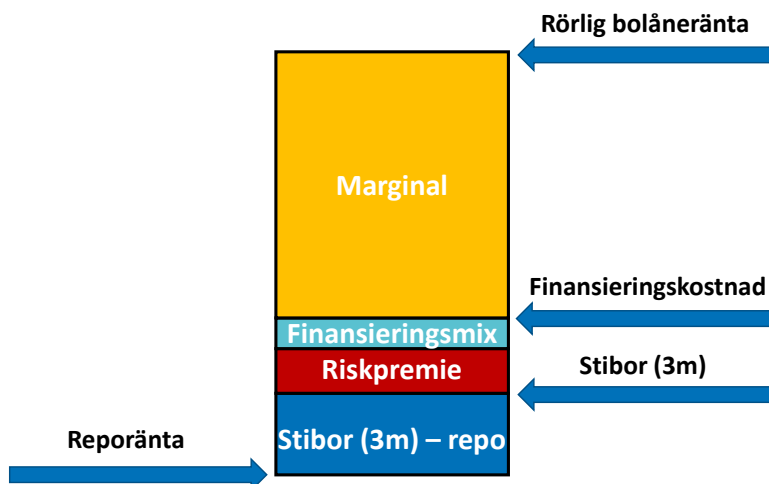 Rörlig bolåneränta
Marginal
Finansieringskostnad
Finansieringsmix
Riskpremie
Stibor (3m)
Reporänta
Stibor (3m) – repo